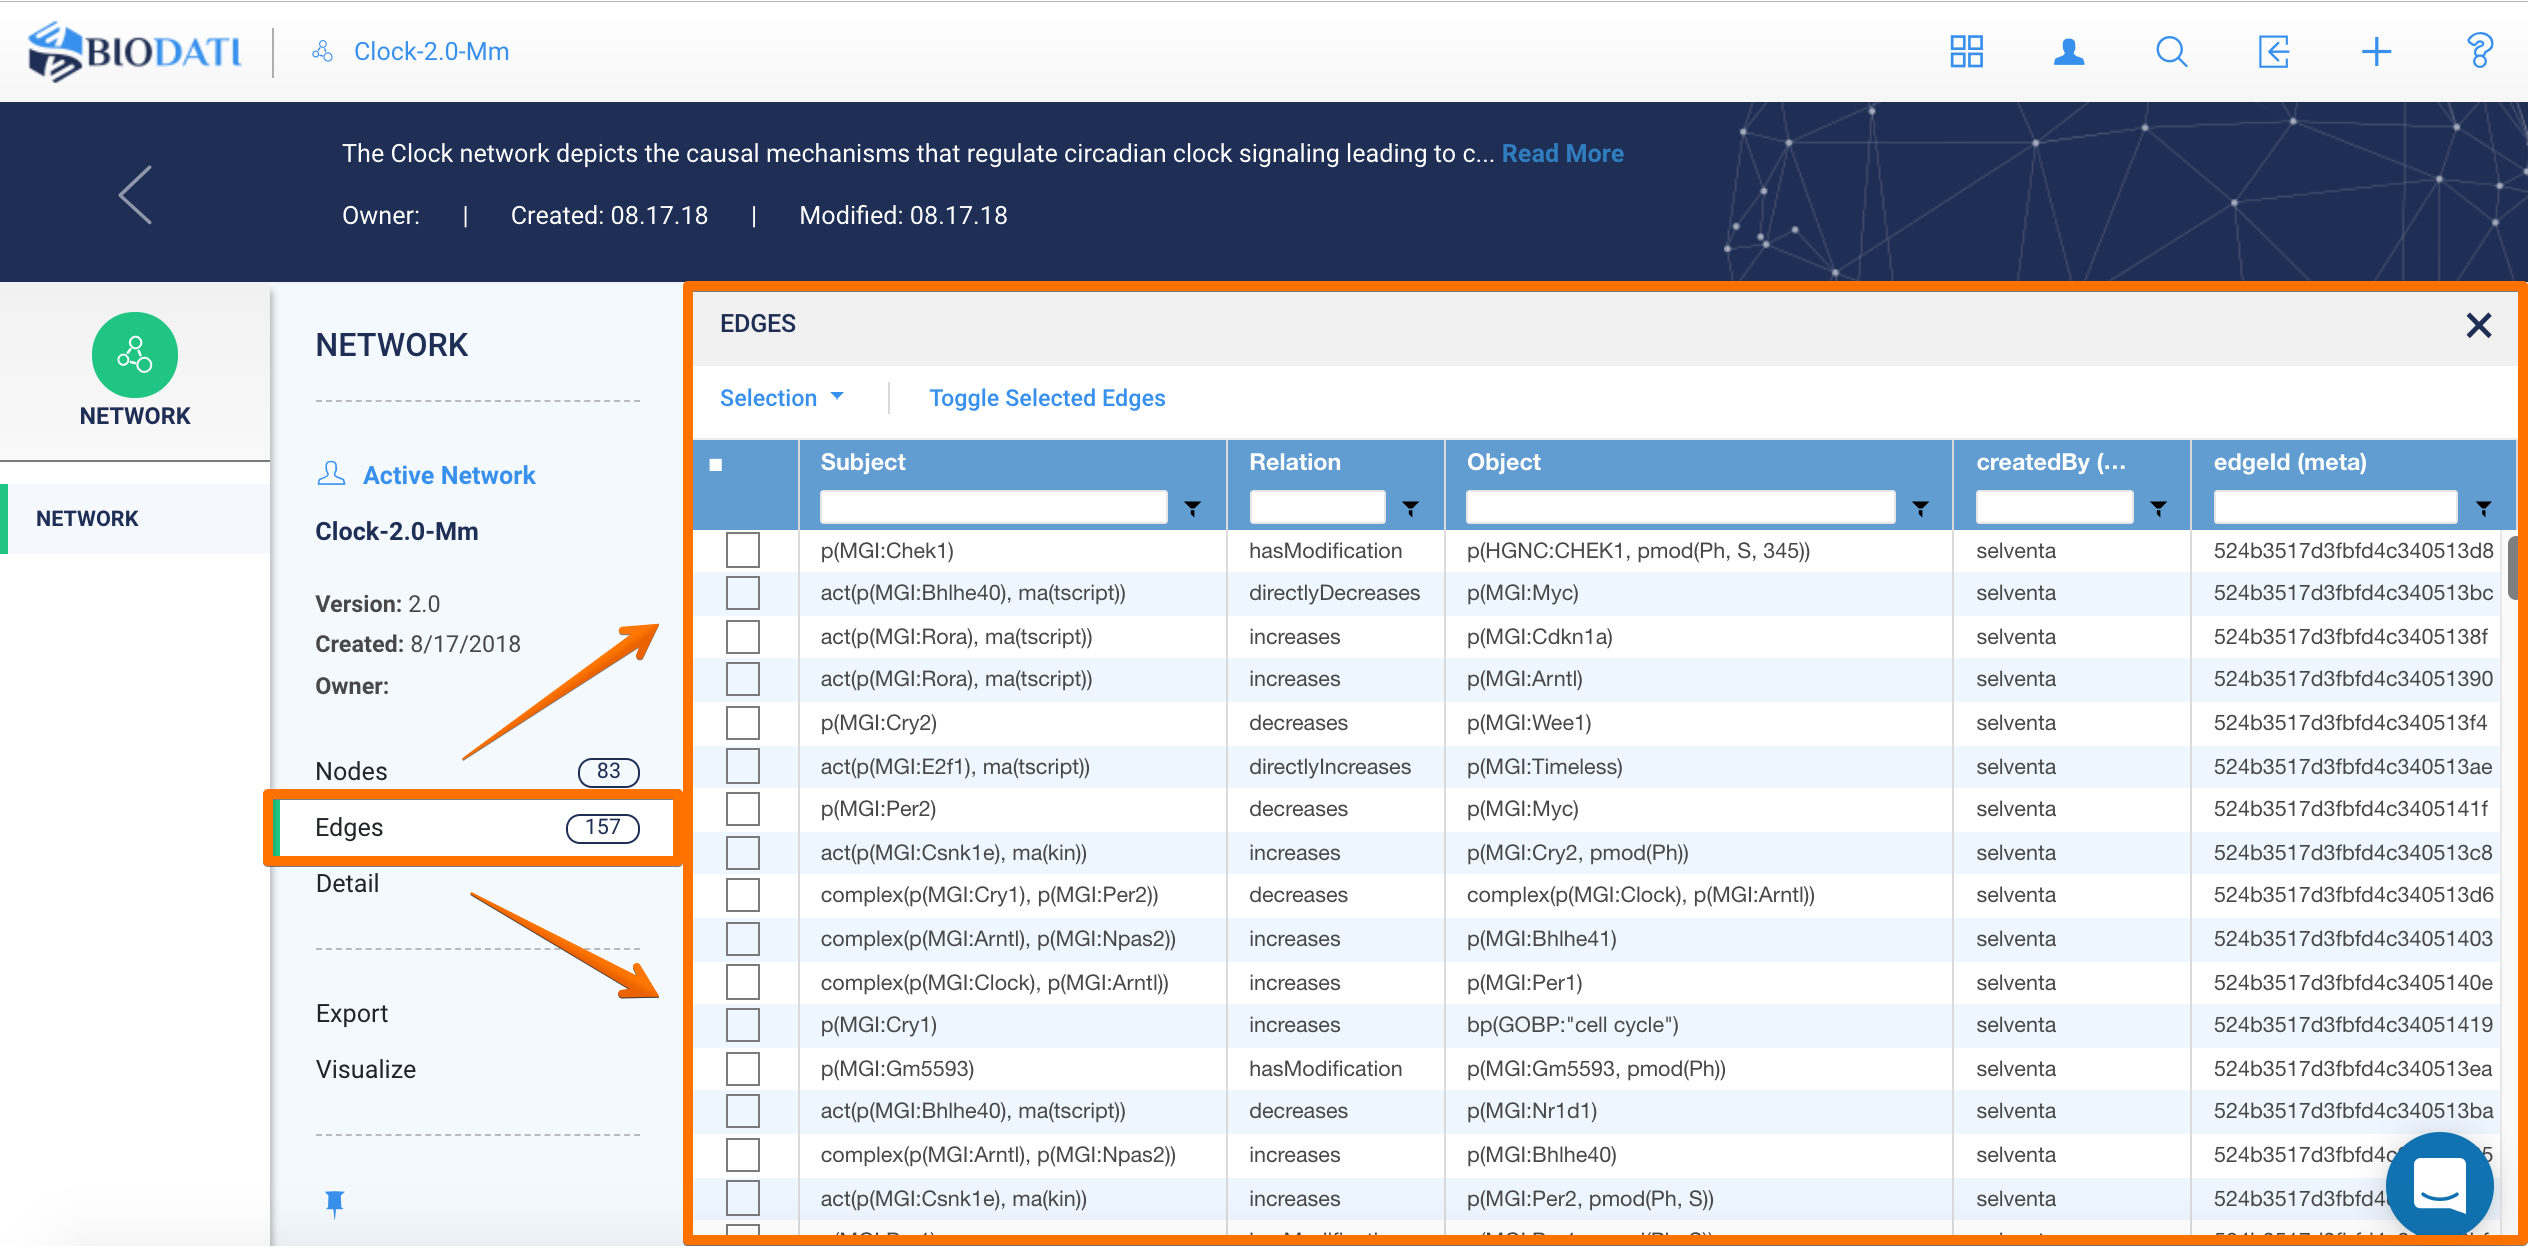 BIODATI
Clock-2.0-Mm
The Clock network depicts the causal mechanisms that regulate circadian clock signaling leading to c... Read More
Owner: | Created: 08.17.18 | Modified: 08.17.18
NETWORK
NETWORK
NETWORK
Active Network
Clock-2.0-Mm
Version: 2.0
Created: 8/17/2018
Owner:
Nodes 83
Edges 157
Detail
Export
Visualize
EDGES
Selection Toggle Selected Edges
Subject Relation Object createdBy (... edgeId (meta)
p(MGI:Chek1) hasModification p(HGNC:CHEK1, pmod(Ph, S, 345)) selventa 524b3517d3fbfd4c340513d8
act(p(MGI:Bhlhe40), ma(tscript)) directlyDecreases p(MGI:Myc) selventa 524b3517d3fbfd4c340513bc
act(p(MGI:Rora), ma(tscript)) increases p(MGI:Cdkn1a) selventa 524b3517d3fbfd4c3405138f
act(p(MGI:Rora), ma(tscript)) increases p(MGI:Arntl) selventa 524b3517d3fbfd4c34051390
p(MGI:Cry2) decreases p(MGI:Wee1) selventa 524b3517d3fbfd4c340513f4
act(p(MGI:E2f1), ma(tscript)) directlyIncreases p(MGI:Timeless) selventa 524b3517d3fbfd4c340513ae
p(MGI:Per2) decreases p(MGI:Myc) selventa 524b3517d3fbfd4c3405141f
act(p(MGI:Csnk1e), ma(kin)) increases p(MGI:Cry2, pmod(Ph)) selventa 524b3517d3fbfd4c340513c8
complex(p(MGI:Cry1), p(MGI:Per2)) decreases complex(p(MGI:Clock), p(MGI:Arntl)) selventa 524b3517d3fbfd4c340513d6
complex(p(MGI:Arntl), p(MGI:Npas2)) increases p(MGI:Bhlhe41) selventa 524b3517d3fbfd4c34051403
complex(p(MGI:Clock), p(MGI:Arntl)) increases p(MGI:Per1) selventa 524b3517d3fbfd4c3405140e
p(MGI:Cry1) increases bp(GOBP:"cell cycle") selventa 524b3517d3fbfd4c34051419
p(MGI:Gm5593) hasModification p(MGI:Gm5593, pmod(Ph)) selventa 524b3517d3fbfd4c340513ea
act(p(MGI:Bhlhe40), ma(tscript)) decreases p(MGI:Nr1d1) selventa 524b3517d3fbfd4c340513ba
complex(p(MGI:Arntl), p(MGI:Npas2)) increases p(MGI:Bhlhe40) selventa
act(p(MGI:Csnk1e), ma(kin)) increases p(MGI:Per2, pmod(Ph, S)) selventa